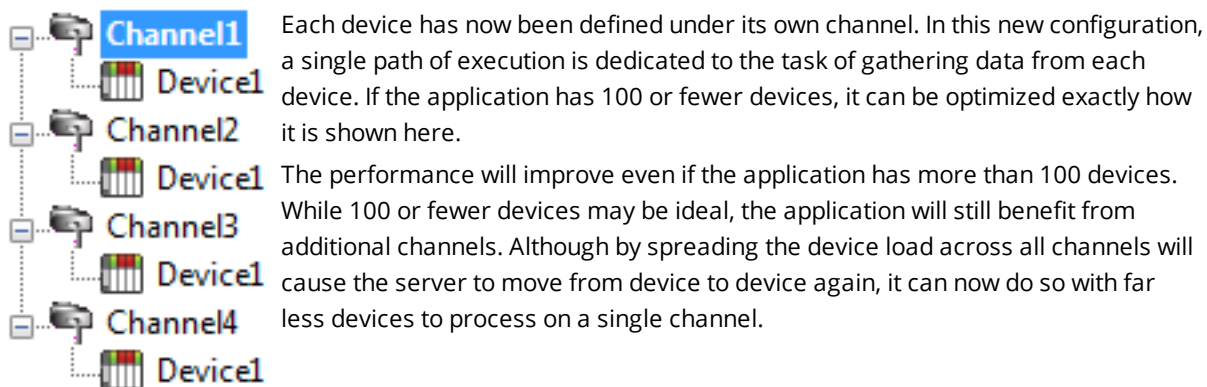 Channel1
Device1
Channel2
Device1
Channel3
Device1
Channel4
Device1
Each device has now been defined under its own channel. In this new configuration,
a single path of execution is dedicated to the task of gathering data from each
device. If the application has 100 or fewer devices, it can be optimized exactly how
it is shown here.
The performance will improve even if the application has more than 100 devices.
While 100 or fewer devices may be ideal, the application will still benefit from
additional channels. Although by spreading the device load across all channels will
cause the server to move from device to device again, it can now do so with far
less devices to process on a single channel.